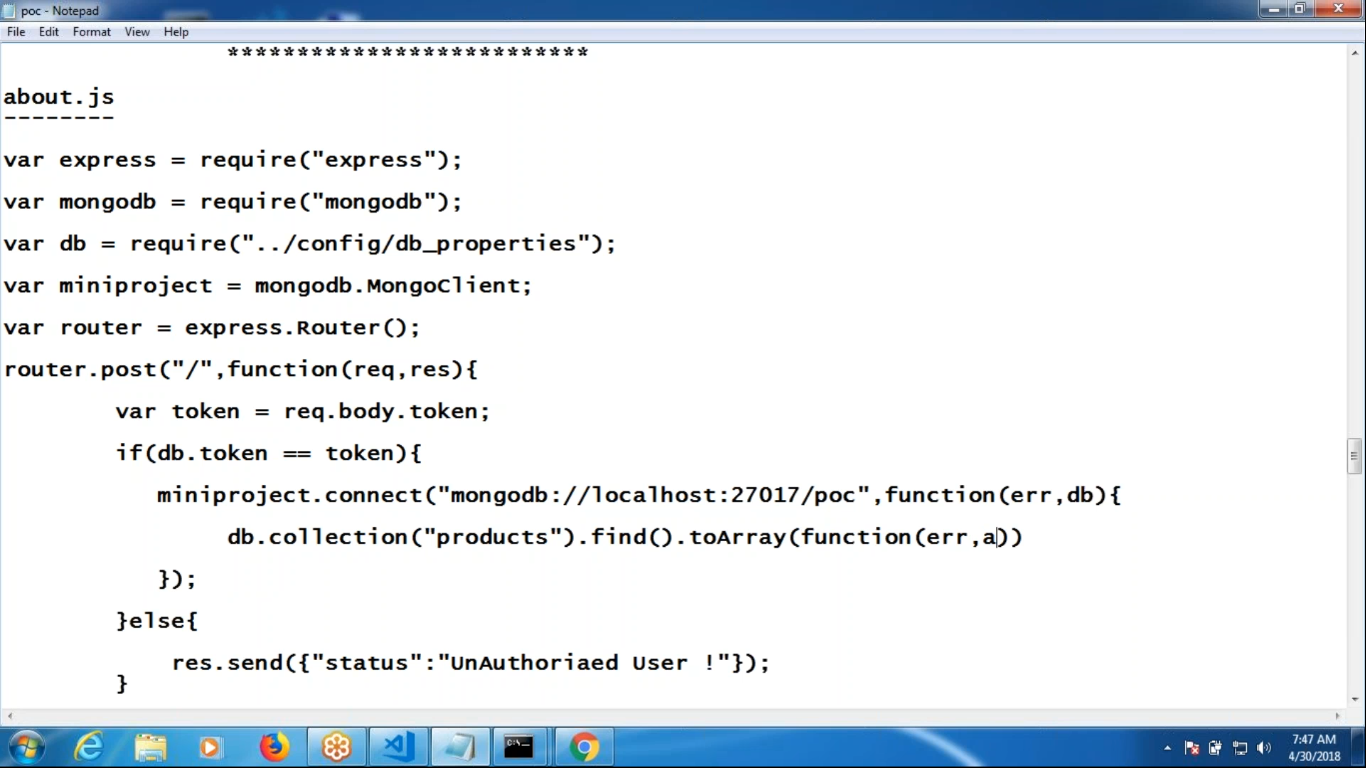 poc - Notepad
File Edit Format View Help
**************************
about.js
--------
var express = require("express");
var mongodb = require("mongodb");
var db = require("../config/db_properties");
var miniproject = mongodb.MongoClient;
var router = express.Router();
router.post("/",function(req,res){
var token = req.body.token;
if(db.token == token){
miniproject.connect("mongodb://localhost:27017/poc",function(err,db){
db.collection("products").find().toArray(function(err,a))
});
}else{
res.send({"status":"UnAuthoriaed User !"});
}
C:\_
7:47 AM
4/30/2018